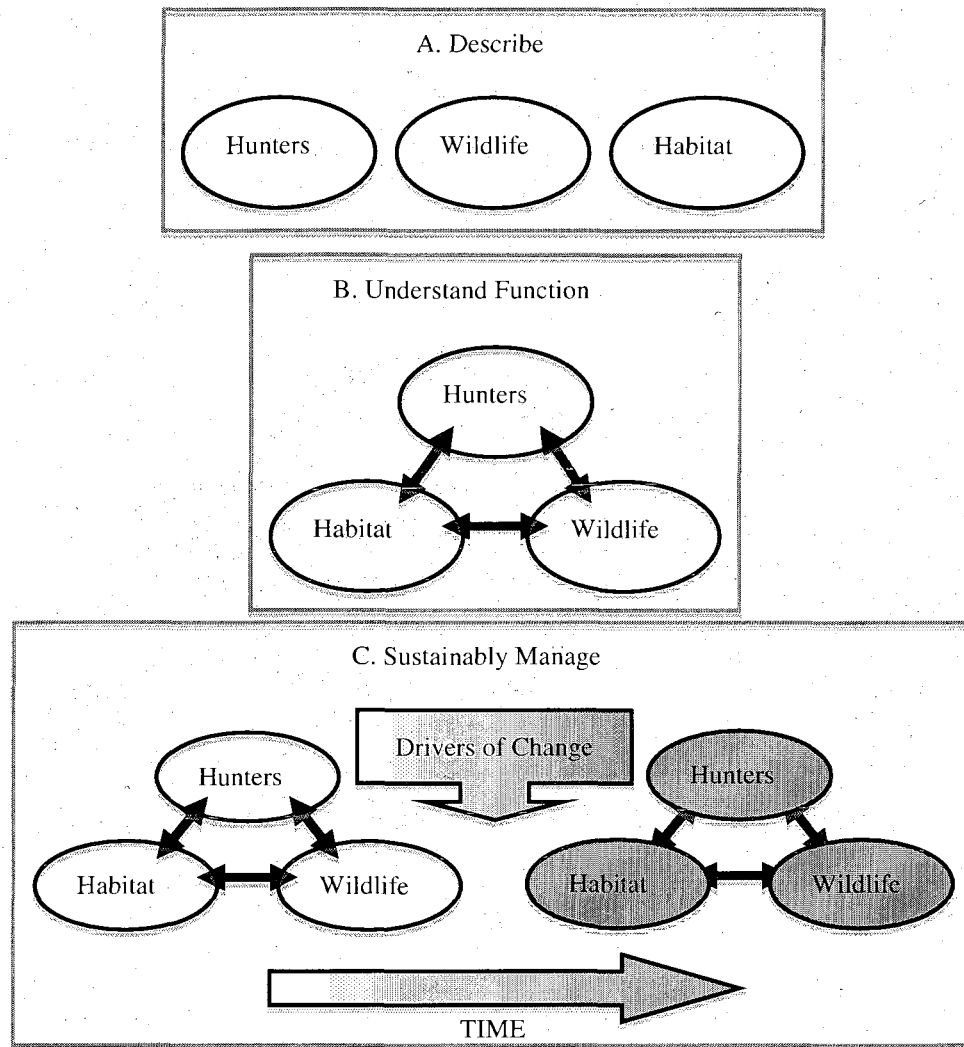 A. Describe
Hunters
Wildlife
Habitat
B. Understand Function
Hunters
Habitat
Wildlife
C. Sustainably Manage
Drivers of Change
Hunters
Habitat
Wildlife
Hunters
Habitat
Wildlife
TIME